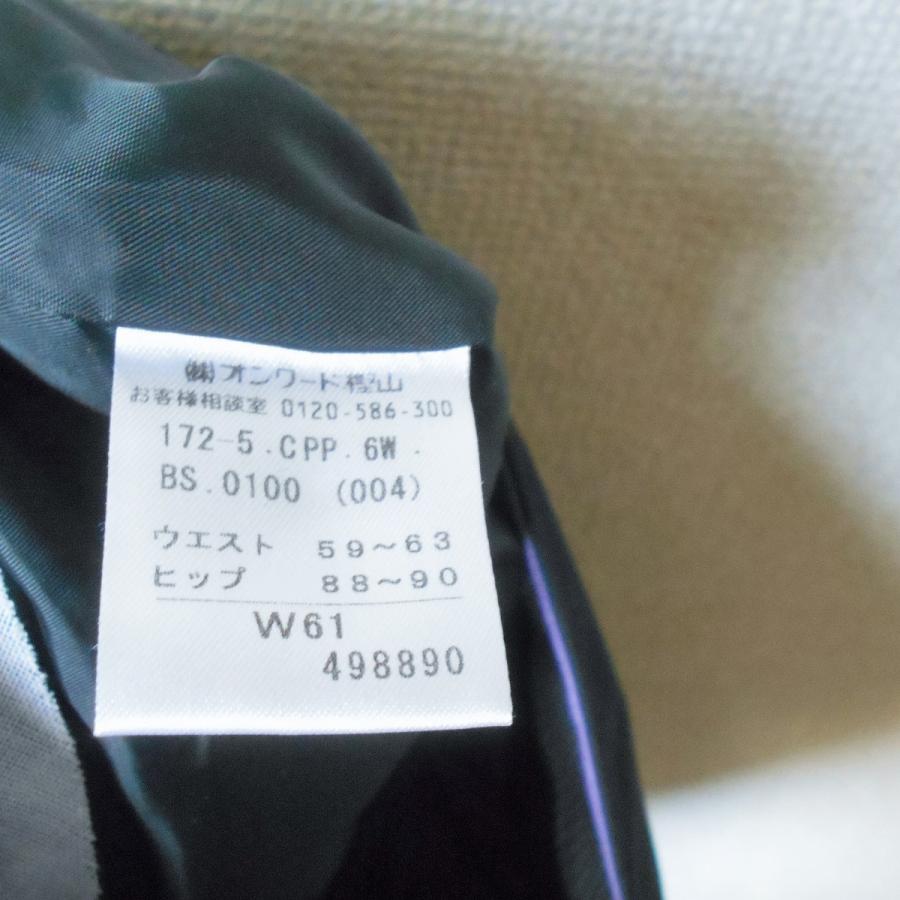 ㈱オンワード樫山
お客様相談室 0120-586-300
172-5.CPP.6W.
BS.0100 (004)
ウエスト 59～63
ヒップ 88～90
W61
498890